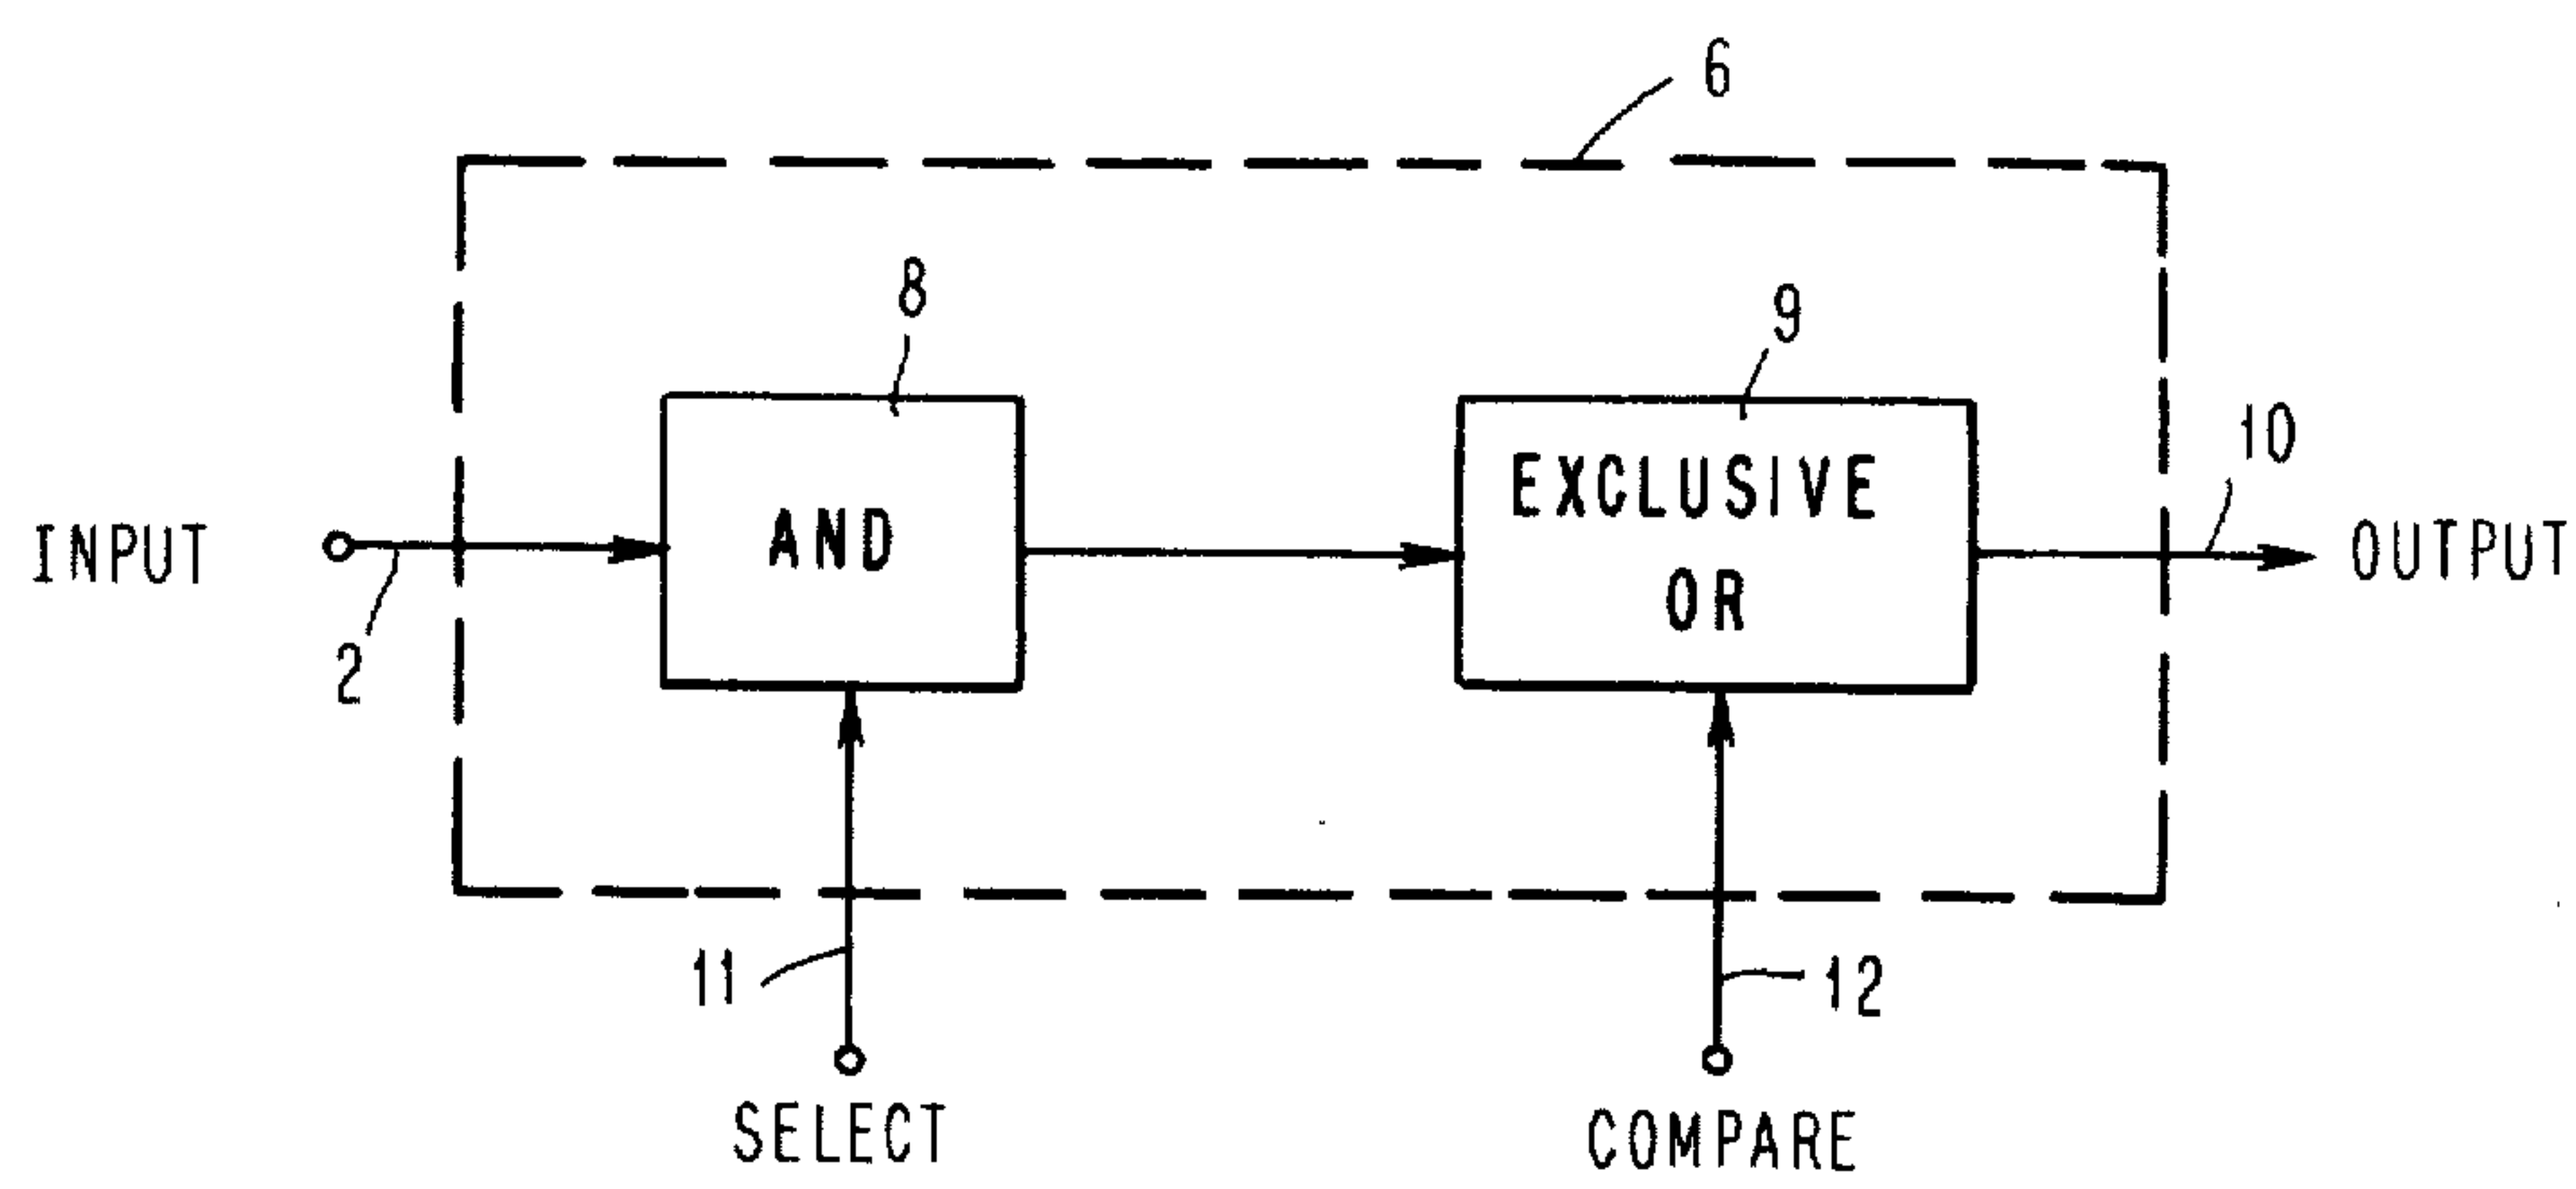 6
8
9
10
INPUT
AND
EXCLUSIVE
OR
OUTPUT
2
11
12
SELECT
COMPARE